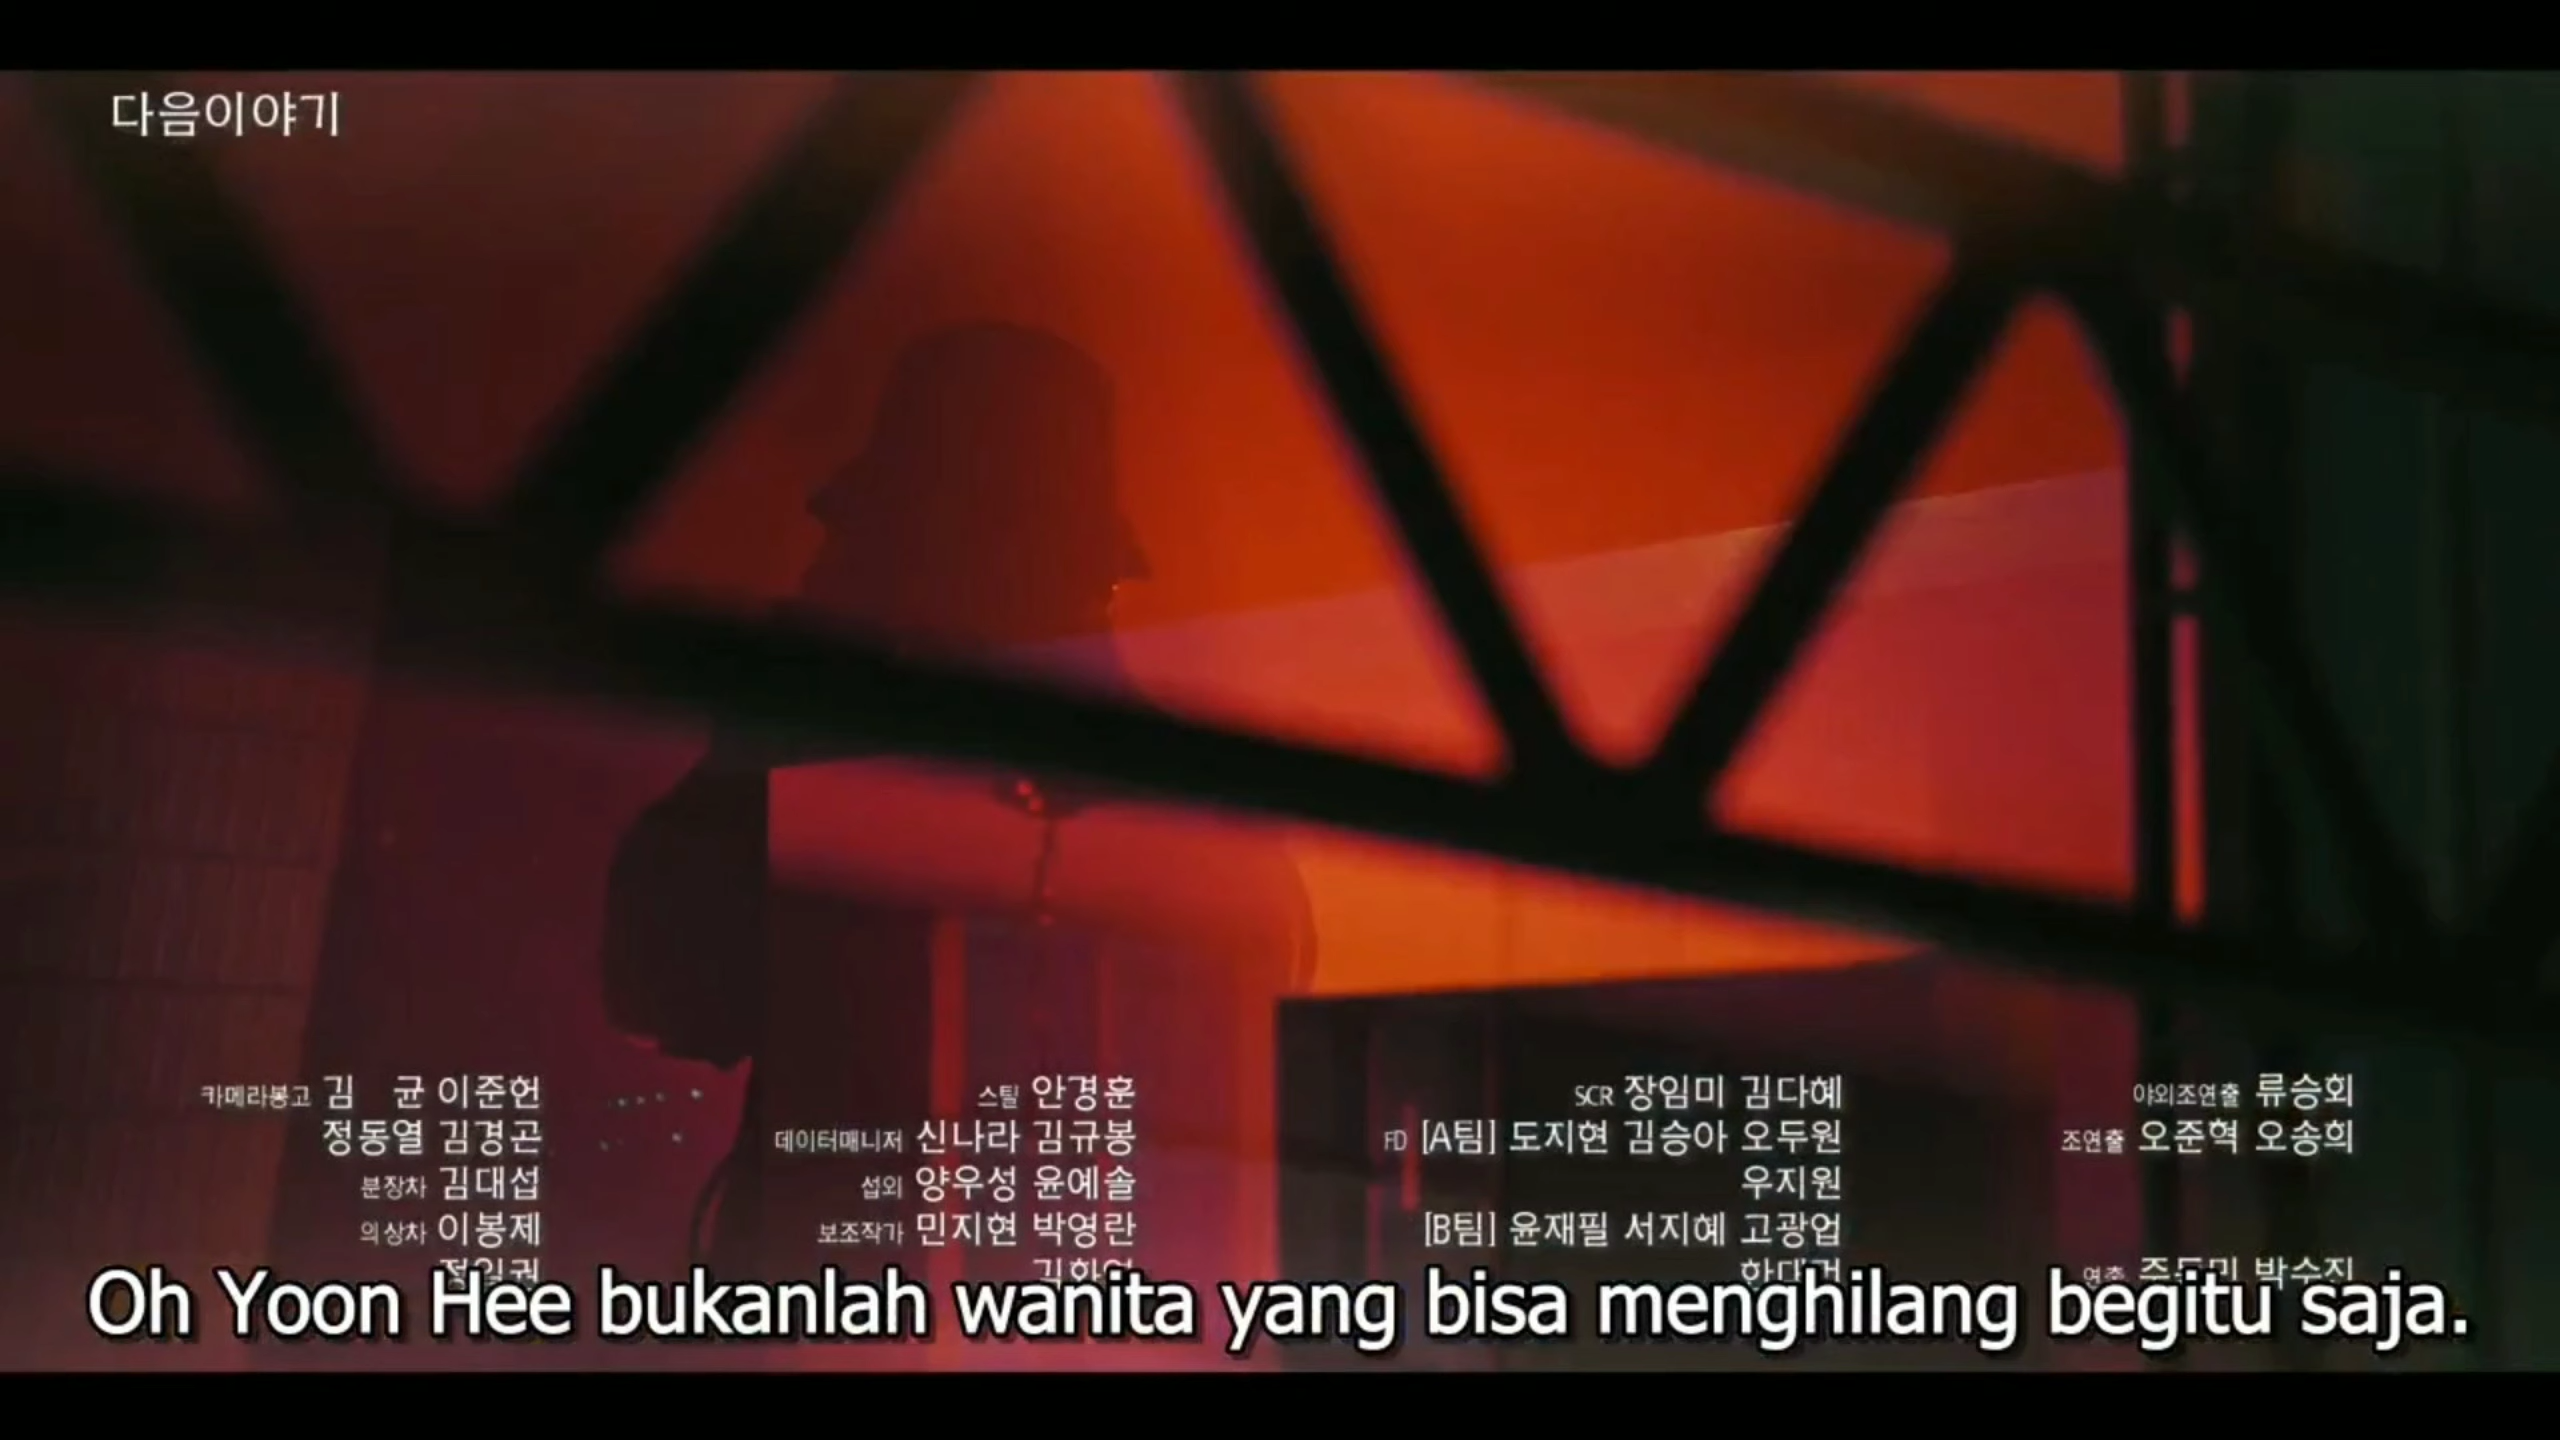 다음이야기
카메라봉고 김 균 이준헌
정동열 김경곤
분장차 김대섭
의상차 이봉제
스틸 안경훈
데이터매니저 신나라 김규봉
섭외 양우성 윤예솔
보조작가 민지현 박영란
SCR 장임미 김다혜
FD [A팀] 도지현 김승아 오두원
우지원
[B팀] 윤재필 서지혜 고광업
야외조연출 류승회
조연출 오준혁 오송희
Oh Yoon Hee bukanlah wanita yang bisa menghilang begitu saja.